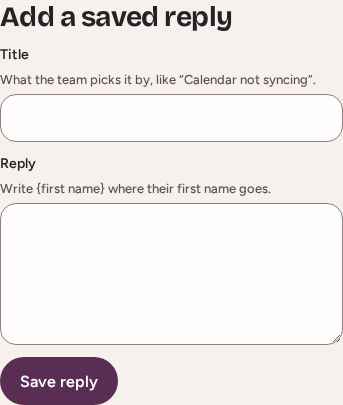 Add a saved reply
Title
What the team picks it by, like “Calendar not syncing”.
Reply
Write {first name} where their first name goes.
Save reply